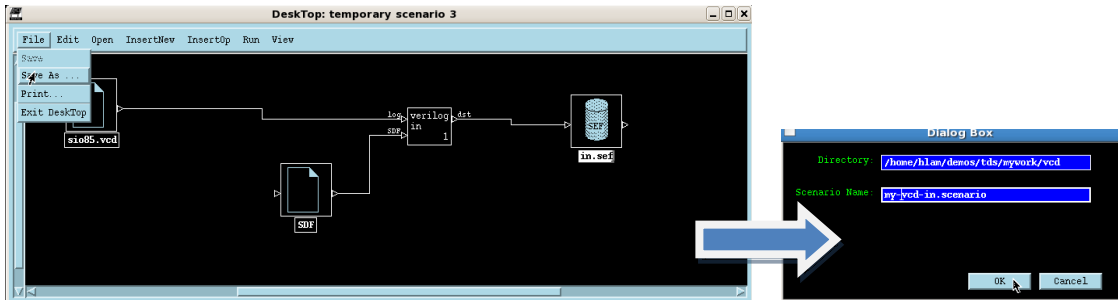 DeskTop: temporary scenario 3
File Edit Open InsertNew InsertOp Run View
Save
Save As ...
Print...
Exit DeskTop
sio85.vcd
log
SDF
verilog
in
1
dst
SEF
in.sef
SDF
Dialog Box
Directory: /home/hlam/demos/tds/mywork/vcd
Scenario Name: my-vcd-in.scenario
OK Cancel